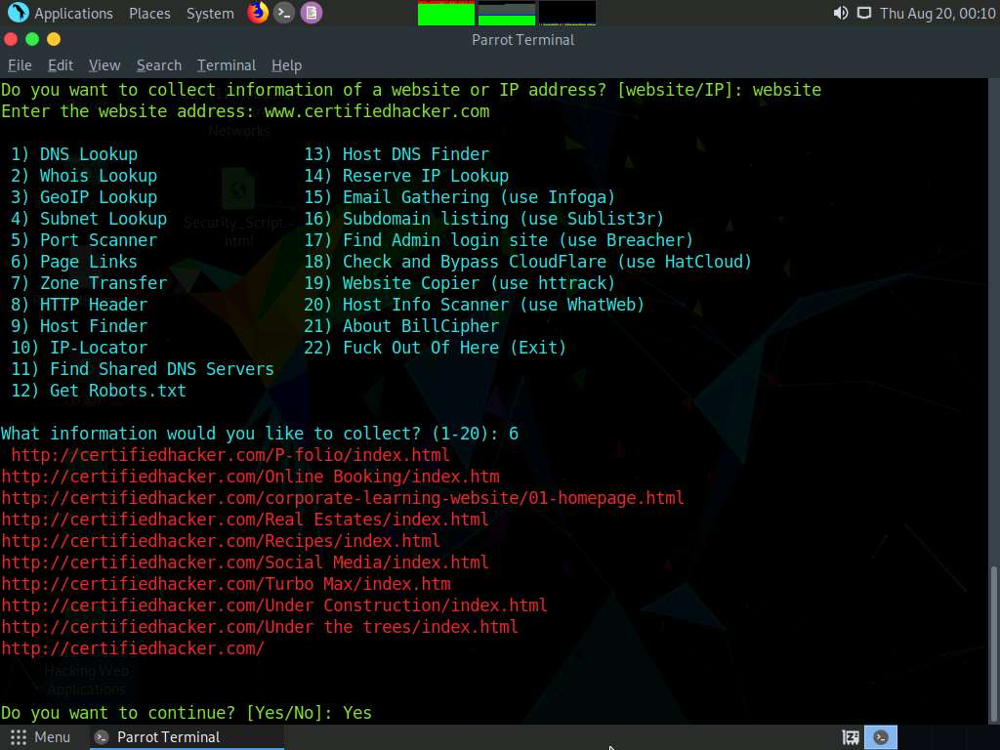 Applications Places System Thu Aug 20, 00:10
Parrot Terminal
File Edit View Search Terminal Help
Do you want to collect information of a website or IP address? [website/IP]: website
Enter the website address: www.certifiedhacker.com
Networks
1) DNS Lookup 13) Host DNS Finder
2) Whois Lookup 14) Reserve IP Lookup
3) GeoIP Lookup 15) Email Gathering (use Infoga)
4) Subnet Lookup 16) Subdomain listing (use Sublist3r)
Security_Script.
5) Port Scanner 17) Find Admin login site (use Breacher)
html
6) Page Links 18) Check and Bypass CloudFlare (use HatCloud)
7) Zone Transfer 19) Website Copier (use httrack)
8) HTTP Header 20) Host Info Scanner (use WhatWeb)
9) Host Finder 21) About BillCipher
10) IP-Locator 22) Fuck Out Of Here (Exit)
11) Find Shared DNS Servers
12) Get Robots.txt
What information would you like to collect? (1-20): 6
http://certifiedhacker.com/P-folio/index.html
http://certifiedhacker.com/Online Booking/index.htm
http://certifiedhacker.com/corporate-learning-website/01-homepage.html
http://certifiedhacker.com/Real Estates/index.html
http://certifiedhacker.com/Recipes/index.html
http://certifiedhacker.com/Social Media/index.html
http://certifiedhacker.com/Turbo Max/index.htm
http://certifiedhacker.com/Under Construction/index.html
http://certifiedhacker.com/Under the trees/index.html
http://certifiedhacker.com/
Hacking Web
Applications
Do you want to continue? [Yes/No]: Yes
Menu Parrot Terminal